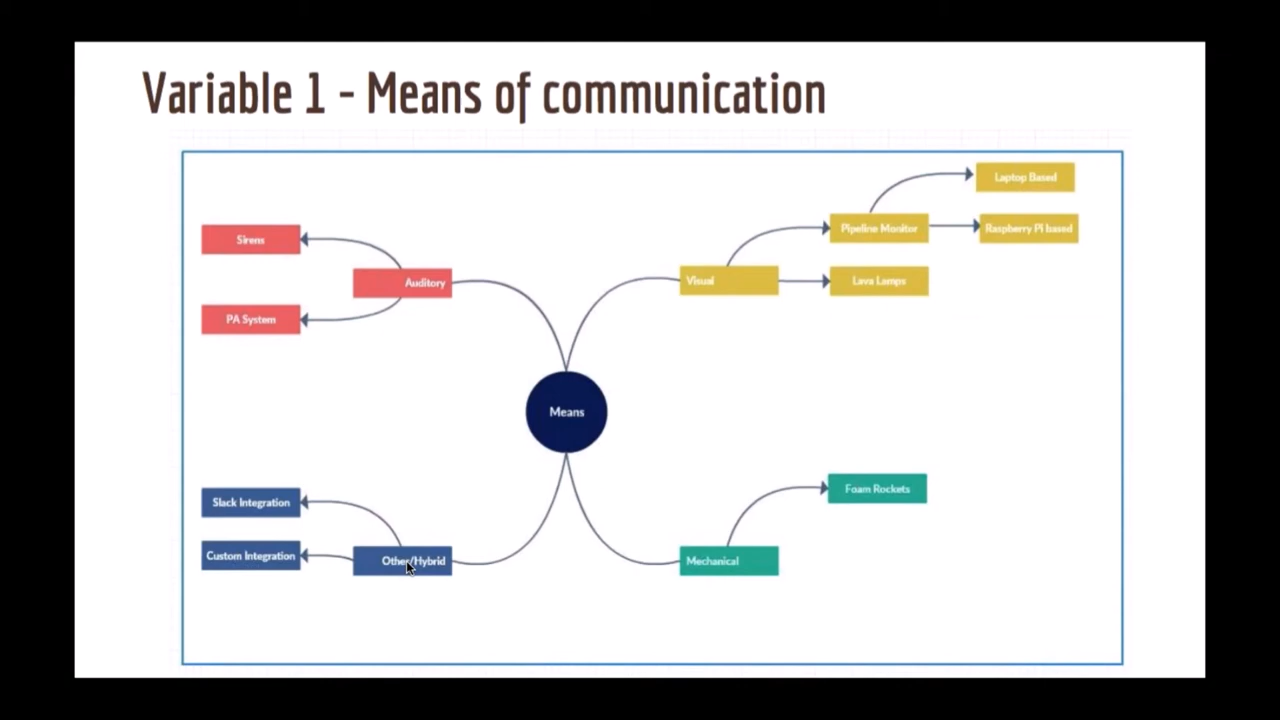 Variable 1 - Means of communication
Laptop Based
Pipeline Monitor
Raspberry Pi based
Sirens
Auditory
Visual
Lava Lamps
PA System
Means
Slack Integration
Foam Rockets
Custom Integration
Other/Hybrid
Mechanical